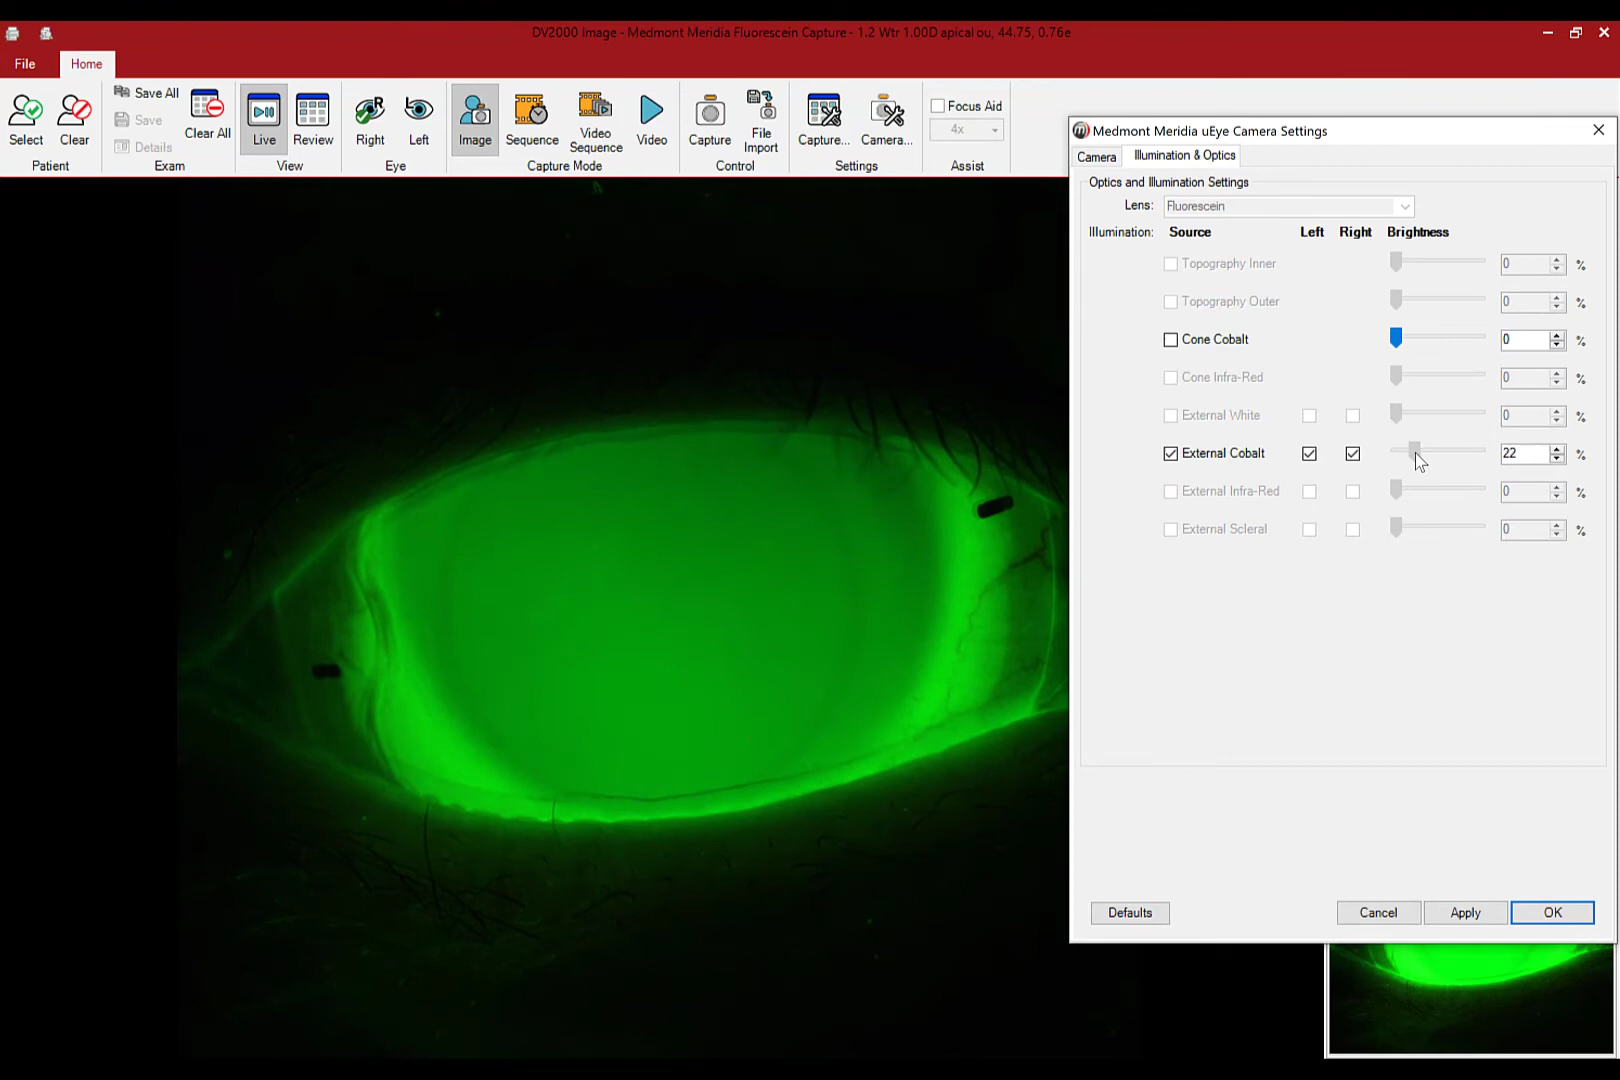 DV2000 Image - Medmont Meridia Fluorescein Capture - 1.2 Wtr 1.00D apical ou, 44.75, 0.76e
File
Home
Select
Clear
Patient
Save All
Save
Details
Clear All
Exam
Live
Review
View
Right
Left
Eye
Image
Sequence
Video Sequence
Video
Capture Mode
Capture
File Import
Control
Capture...
Camera...
Settings
Focus Aid
4x
Assist
Medmont Meridia uEye Camera Settings
Camera
Illumination & Optics
Optics and Illumination Settings
Lens: Fluorescein
Illumination: Source Left Right Brightness
Topography Inner 0 %
Topography Outer 0 %
Cone Cobalt 0 %
Cone Infra-Red 0 %
External White 0 %
External Cobalt 22 %
External Infra-Red 0 %
External Scleral 0 %
Defaults
Cancel
Apply
OK